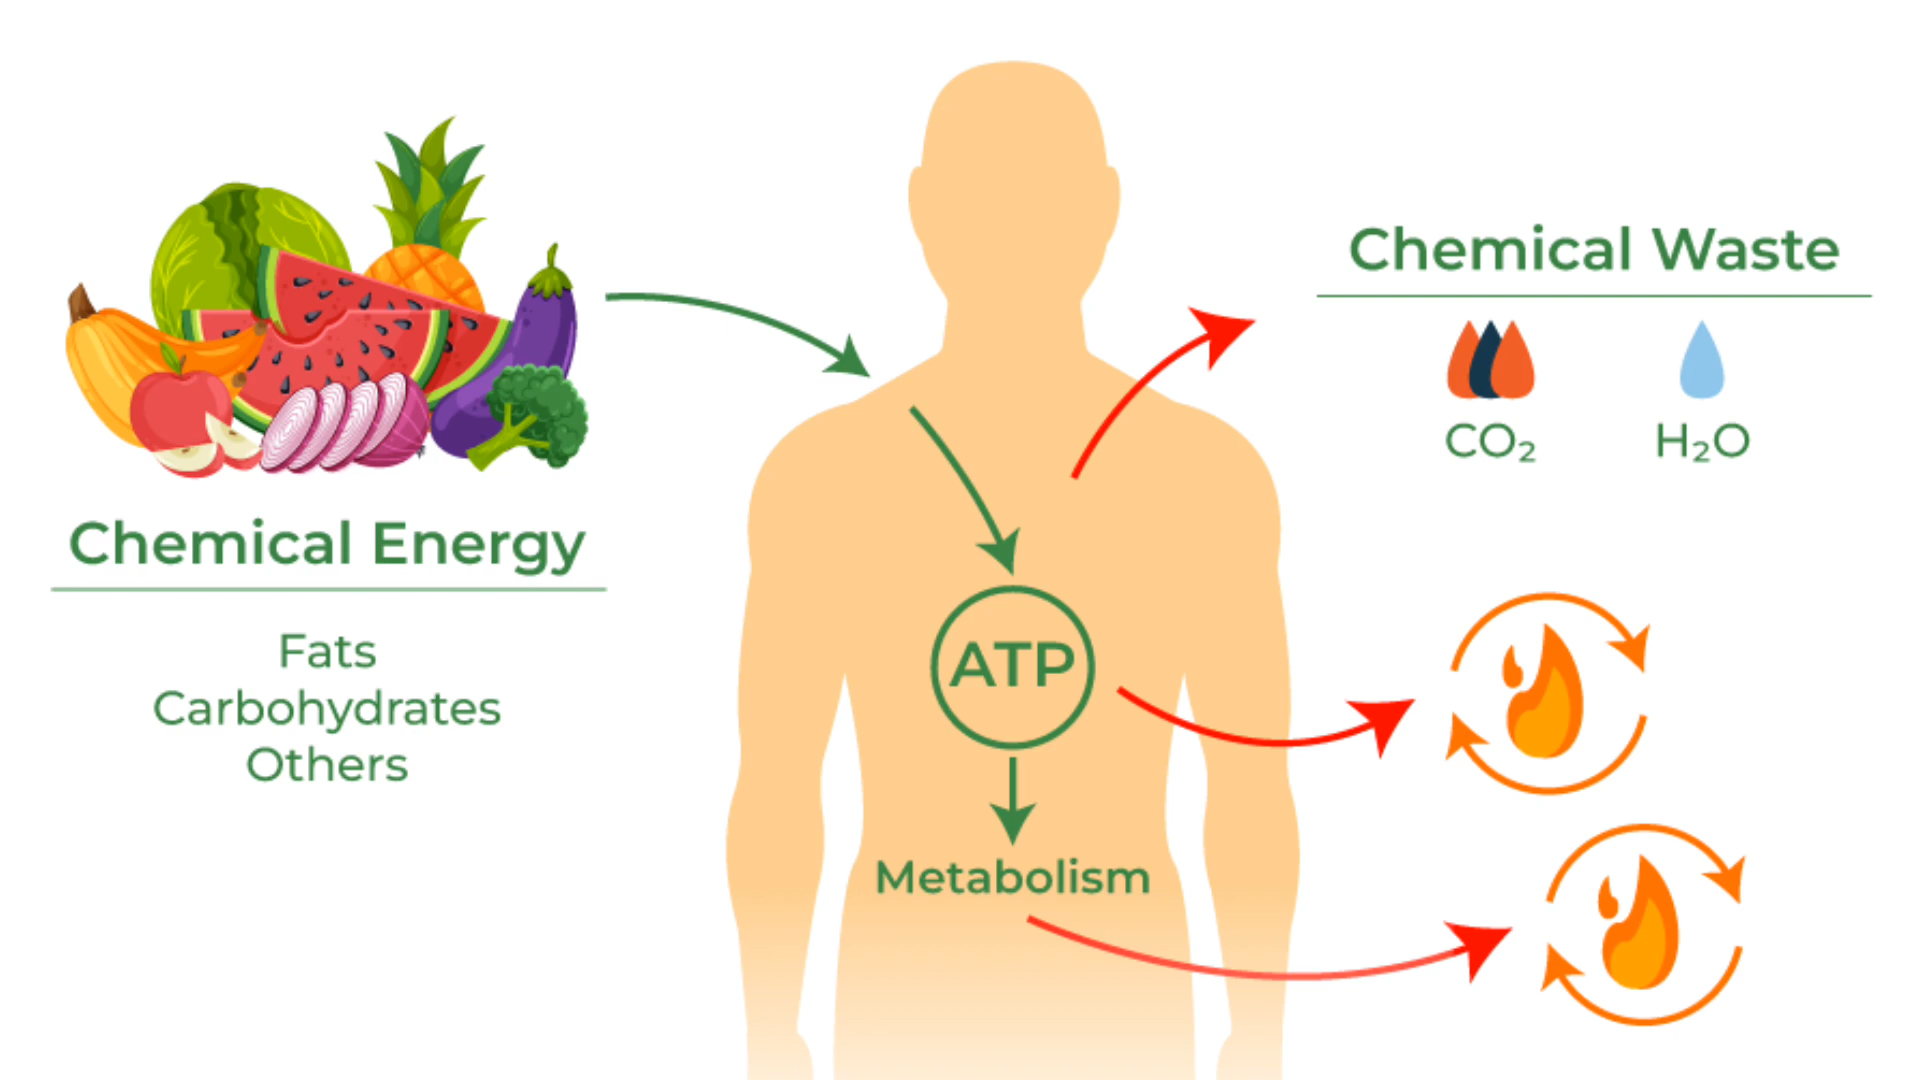 Chemical Energy
Fats
Carbohydrates
Others
ATP
Metabolism
Chemical Waste
CO₂
H₂O